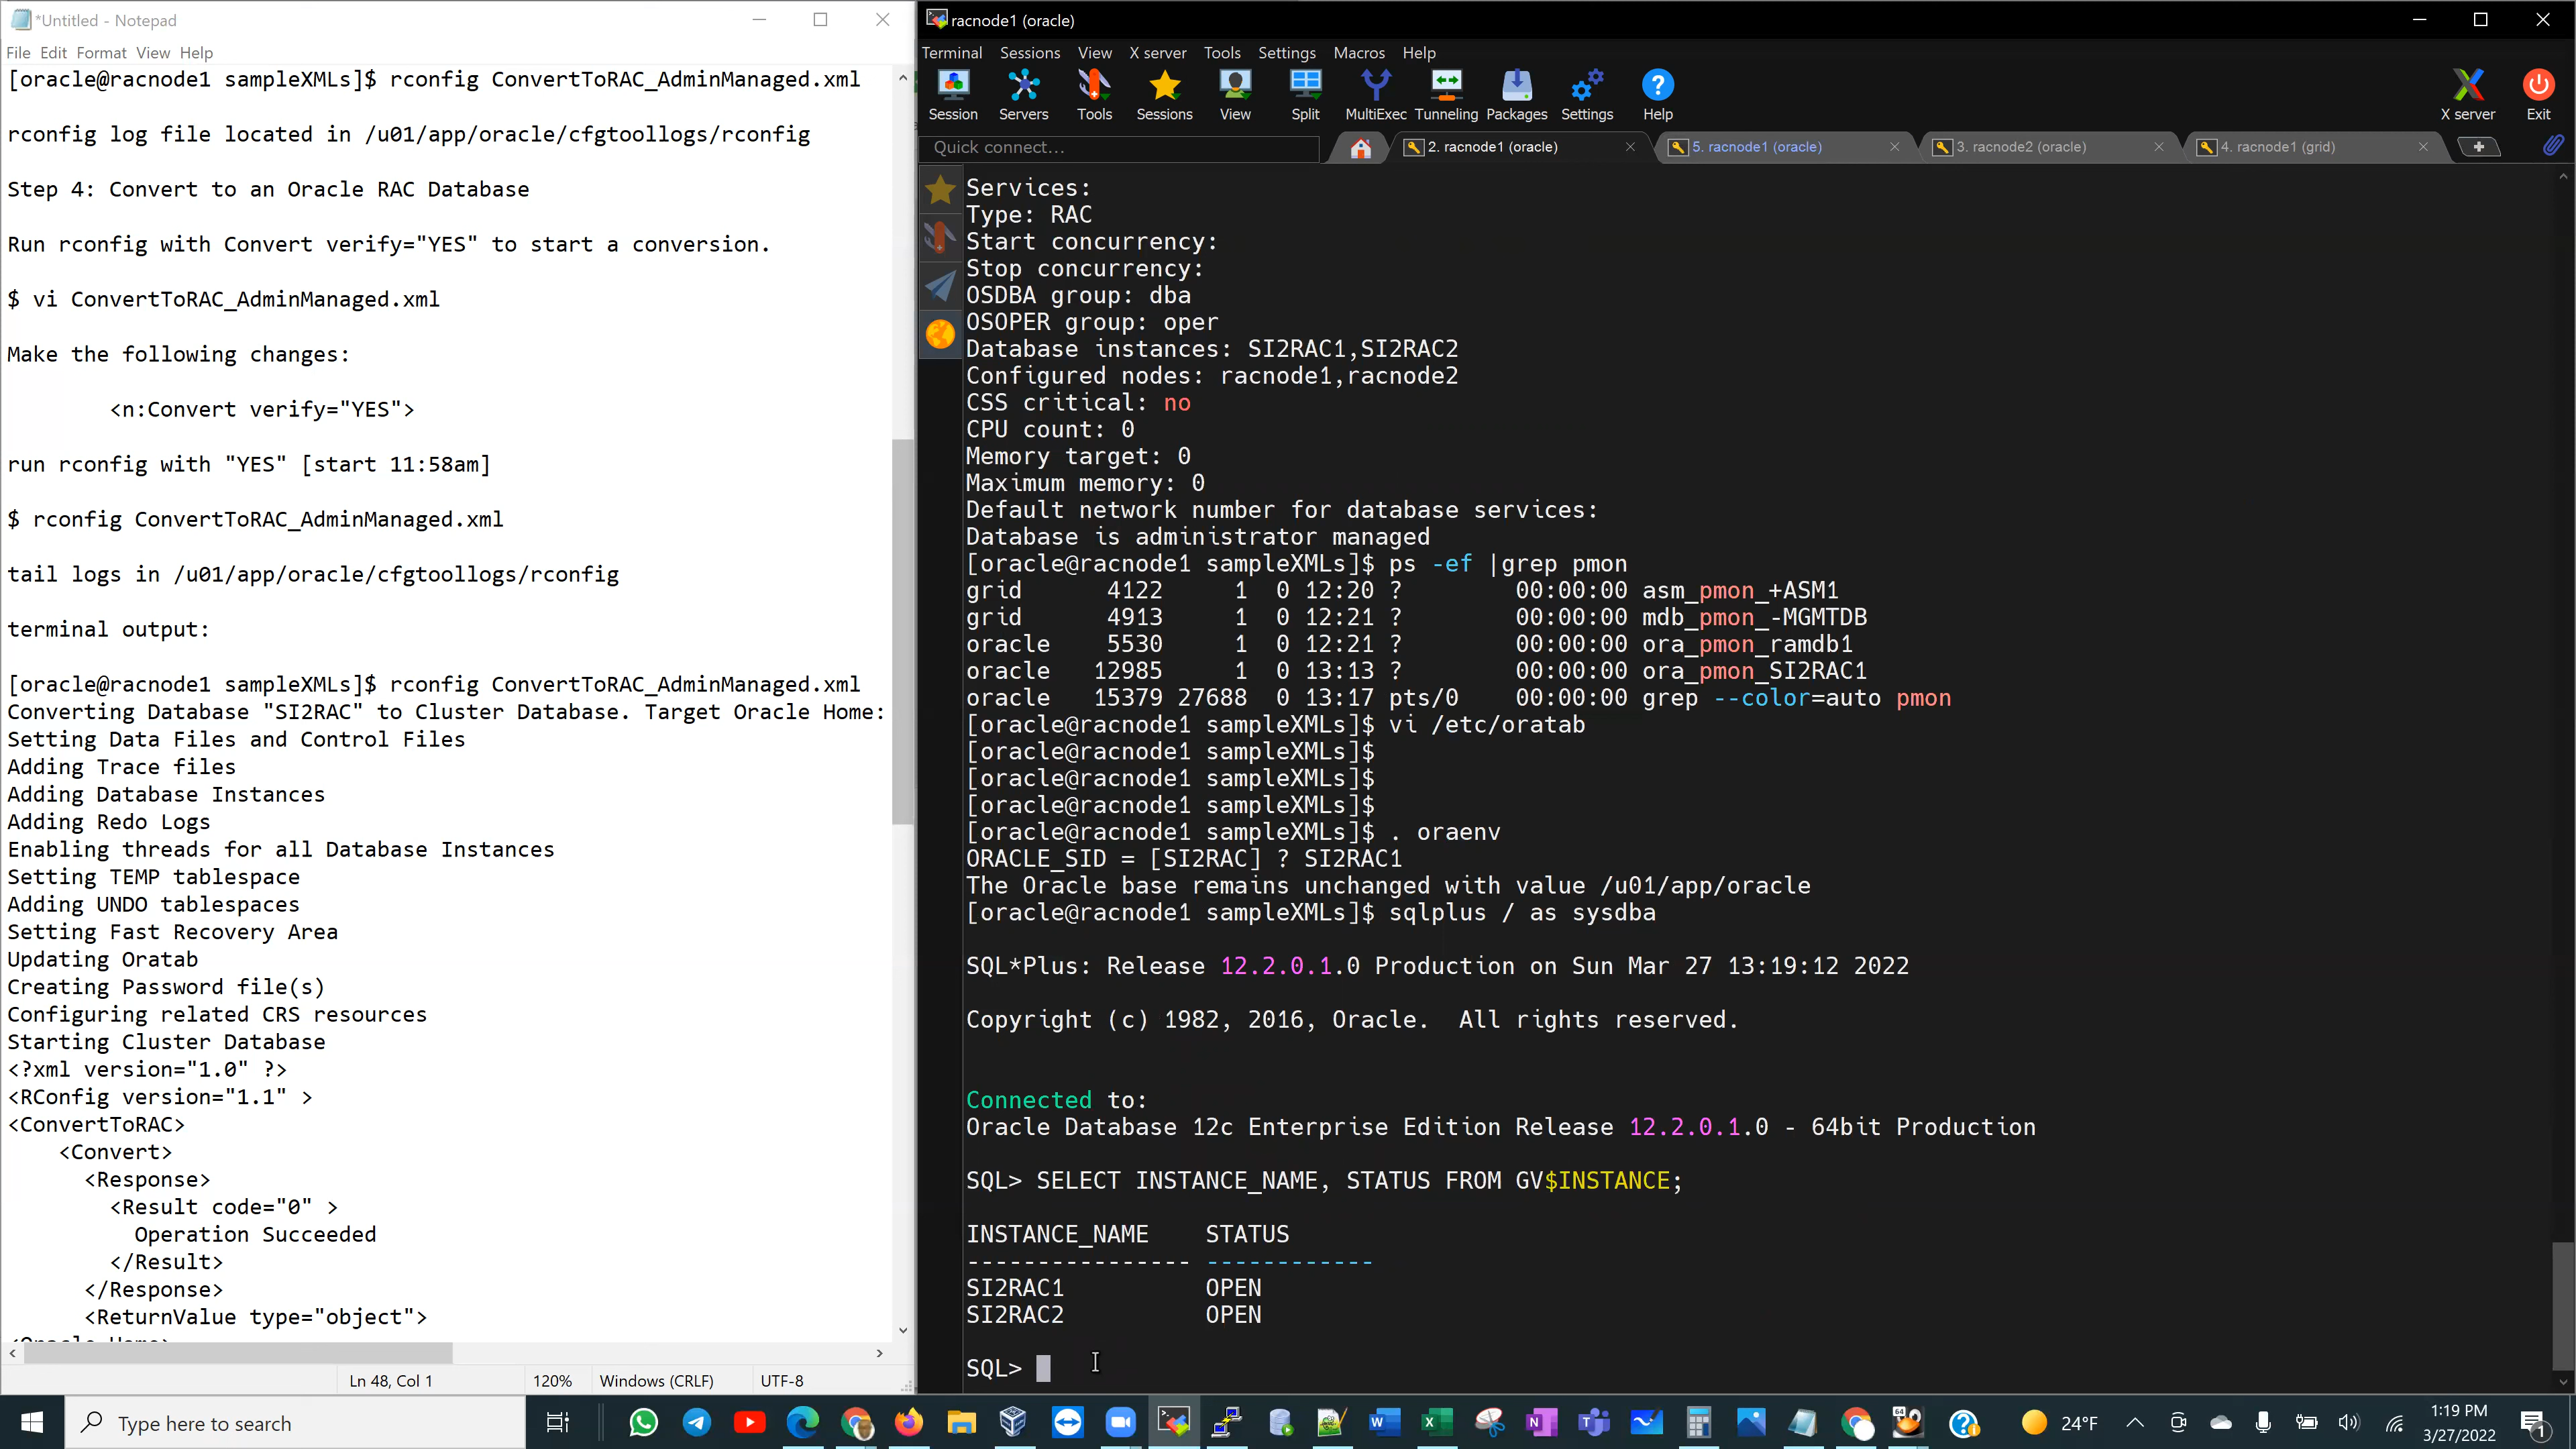 *Untitled - Notepad
File Edit Format View Help
[oracle@racnode1 sampleXMLs]$ rconfig ConvertToRAC_AdminManaged.xml
rconfig log file located in /u01/app/oracle/cfgtoollogs/rconfig
Step 4: Convert to an Oracle RAC Database
Run rconfig with Convert verify="YES" to start a conversion.
$ vi ConvertToRAC_AdminManaged.xml
Make the following changes:
<n:Convert verify="YES">
run rconfig with "YES" [start 11:58am]
$ rconfig ConvertToRAC_AdminManaged.xml
tail logs in /u01/app/oracle/cfgtoollogs/rconfig
terminal output:
[oracle@racnode1 sampleXMLs]$ rconfig ConvertToRAC_AdminManaged.xml
Converting Database "SI2RAC" to Cluster Database. Target Oracle Home:
Setting Data Files and Control Files
Adding Trace files
Adding Database Instances
Adding Redo Logs
Enabling threads for all Database Instances
Setting TEMP tablespace
Adding UNDO tablespaces
Setting Fast Recovery Area
Updating Oratab
Creating Password file(s)
Configuring related CRS resources
Starting Cluster Database
<?xml version="1.0" ?>
<RConfig version="1.1" >
<ConvertToRAC>
<Convert>
<Response>
<Result code="0" >
Operation Succeeded
</Result>
</Response>
<ReturnValue type="object">
Ln 48, Col 1
120%
Windows (CRLF)
UTF-8
racnode1 (oracle)
Terminal Sessions View X server Tools Settings Macros Help
Session Servers Tools Sessions View Split MultiExec Tunneling Packages Settings Help
X server Exit
Quick connect...
2. racnode1 (oracle)
5. racnode1 (oracle)
3. racnode2 (oracle)
4. racnode1 (grid)
Services:
Type: RAC
Start concurrency:
Stop concurrency:
OSDBA group: dba
OSOPER group: oper
Database instances: SI2RAC1,SI2RAC2
Configured nodes: racnode1,racnode2
CSS critical: no
CPU count: 0
Memory target: 0
Maximum memory: 0
Default network number for database services:
Database is administrator managed
[oracle@racnode1 sampleXMLs]$ ps -ef |grep pmon
grid 4122 1 0 12:20 ? 00:00:00 asm_pmon_+ASM1
grid 4913 1 0 12:21 ? 00:00:00 mdb_pmon_-MGMTDB
oracle 5530 1 0 12:21 ? 00:00:00 ora_pmon_ramdb1
oracle 12985 1 0 13:13 ? 00:00:00 ora_pmon_SI2RAC1
oracle 15379 27688 0 13:17 pts/0 00:00:00 grep --color=auto pmon
[oracle@racnode1 sampleXMLs]$ vi /etc/oratab
[oracle@racnode1 sampleXMLs]$
[oracle@racnode1 sampleXMLs]$
[oracle@racnode1 sampleXMLs]$
[oracle@racnode1 sampleXMLs]$ . oraenv
ORACLE_SID = [SI2RAC] ? SI2RAC1
The Oracle base remains unchanged with value /u01/app/oracle
[oracle@racnode1 sampleXMLs]$ sqlplus / as sysdba
SQL*Plus: Release 12.2.0.1.0 Production on Sun Mar 27 13:19:12 2022
Copyright (c) 1982, 2016, Oracle.  All rights reserved.
Connected to:
Oracle Database 12c Enterprise Edition Release 12.2.0.1.0 - 64bit Production
SQL> SELECT INSTANCE_NAME, STATUS FROM GV$INSTANCE;
INSTANCE_NAME STATUS
---------------- ------------
SI2RAC1 OPEN
SI2RAC2 OPEN
SQL>
Type here to search
24°F
1:19 PM
3/27/2022